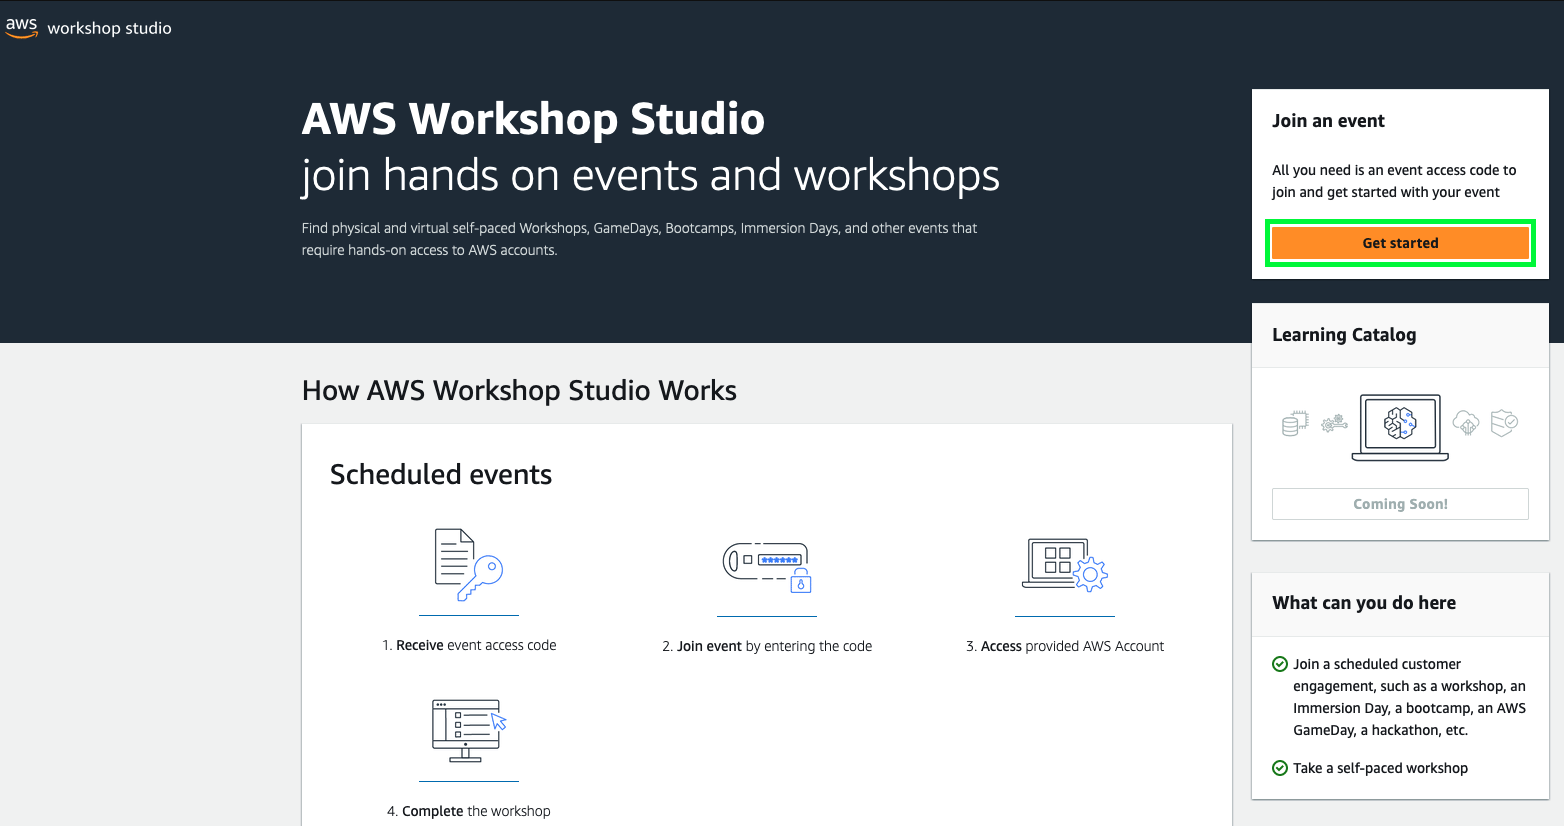 aws workshop studio
AWS Workshop Studio
join hands on events and workshops
Find physical and virtual self-paced Workshops, GameDays, Bootcamps, Immersion Days, and other events that
require hands-on access to AWS accounts.
Join an event
All you need is an event access code to
join and get started with your event
Get started
Learning Catalog
Coming Soon!
How AWS Workshop Studio Works
Scheduled events
******
1. Receive event access code
2. Join event by entering the code
3. Access provided AWS Account
4. Complete the workshop
What can you do here
Join a scheduled customer
engagement, such as a workshop, an
Immersion Day, a bootcamp, an AWS
GameDay, a hackathon, etc.
Take a self-paced workshop